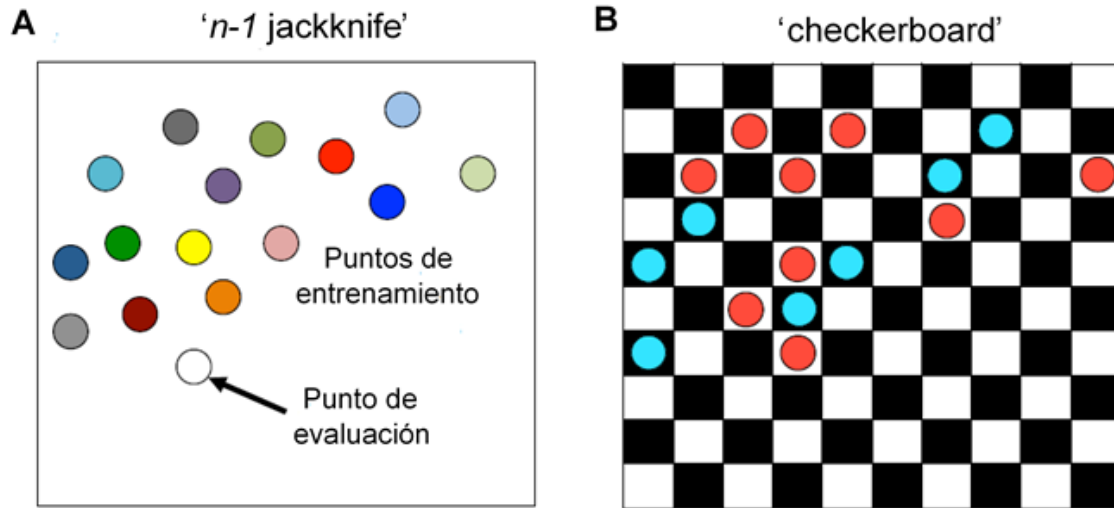 A
'n-1 jackknife'
Puntos de
entrenamiento
Punto de
evaluación
B
'checkerboard'